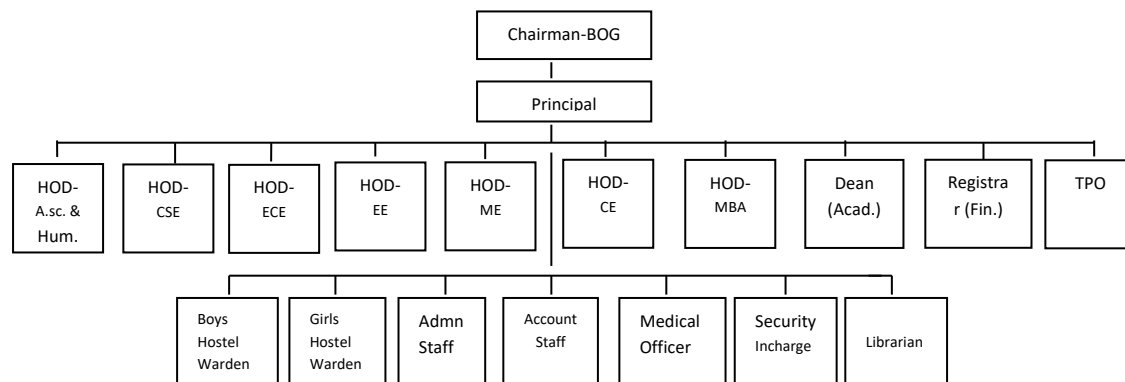 Chairman-BOG
Principal
HOD-
A.sc. &
Hum.
HOD-
CSE
HOD-
ECE
HOD-
EE
HOD-
ME
HOD-
CE
HOD-
MBA
Dean
(Acad.)
Registra
r (Fin.)
TPO
Boys
Hostel
Warden
Girls
Hostel
Warden
Admn
Staff
Account
Staff
Medical
Officer
Security
Incharge
Librarian